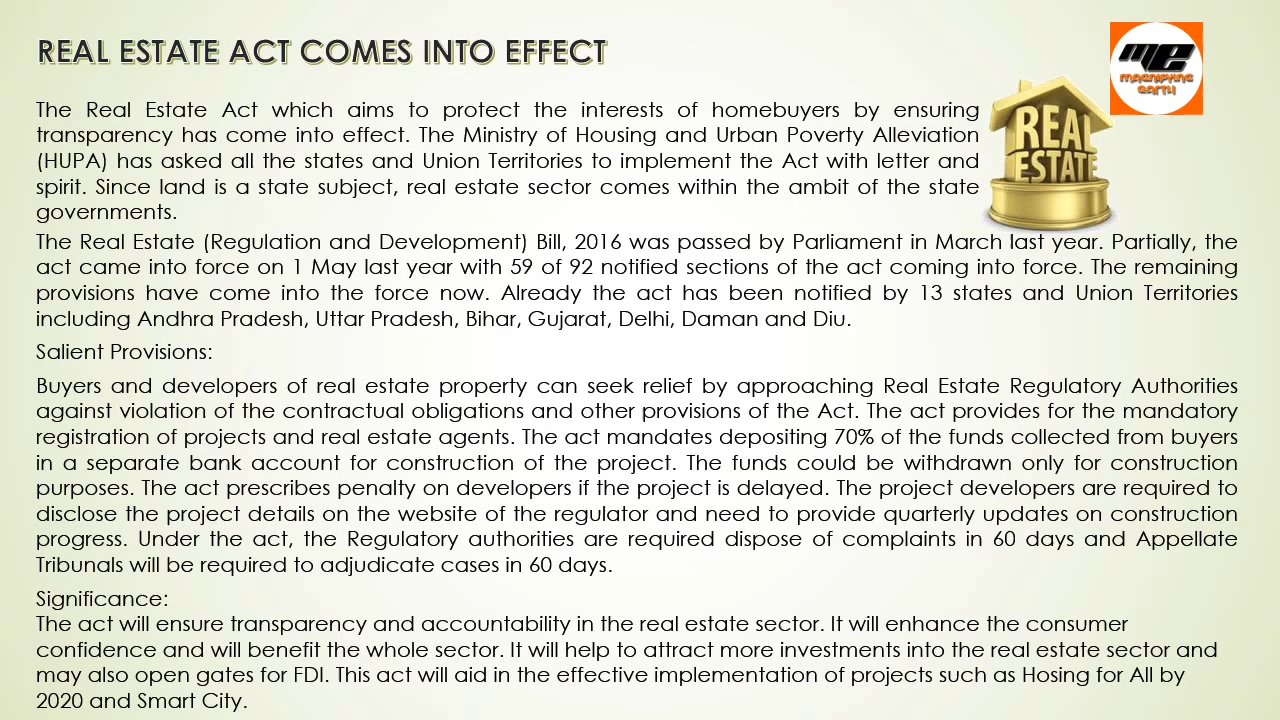 REAL ESTATE ACT COMES INTO EFFECT
ME
MAGNIFYING
EARTH
The Real Estate Act which aims to protect the interests of homebuyers by ensuring
transparency has come into effect. The Ministry of Housing and Urban Poverty Alleviation
(HUPA) has asked all the states and Union Territories to implement the Act with letter and
spirit. Since land is a state subject, real estate sector comes within the ambit of the state
governments.
REAL
ESTATE
The Real Estate (Regulation and Development) Bill, 2016 was passed by Parliament in March last year. Partially, the
act came into force on 1 May last year with 59 of 92 notified sections of the act coming into force. The remaining
provisions have come into the force now. Already the act has been notified by 13 states and Union Territories
including Andhra Pradesh, Uttar Pradesh, Bihar, Gujarat, Delhi, Daman and Diu.
Salient Provisions:
Buyers and developers of real estate property can seek relief by approaching Real Estate Regulatory Authorities
against violation of the contractual obligations and other provisions of the Act. The act provides for the mandatory
registration of projects and real estate agents. The act mandates depositing 70% of the funds collected from buyers
in a separate bank account for construction of the project. The funds could be withdrawn only for construction
purposes. The act prescribes penalty on developers if the project is delayed. The project developers are required to
disclose the project details on the website of the regulator and need to provide quarterly updates on construction
progress. Under the act, the Regulatory authorities are required dispose of complaints in 60 days and Appellate
Tribunals will be required to adjudicate cases in 60 days.
Significance:
The act will ensure transparency and accountability in the real estate sector. It will enhance the consumer
confidence and will benefit the whole sector. It will help to attract more investments into the real estate sector and
may also open gates for FDI. This act will aid in the effective implementation of projects such as Hosing for All by
2020 and Smart City.